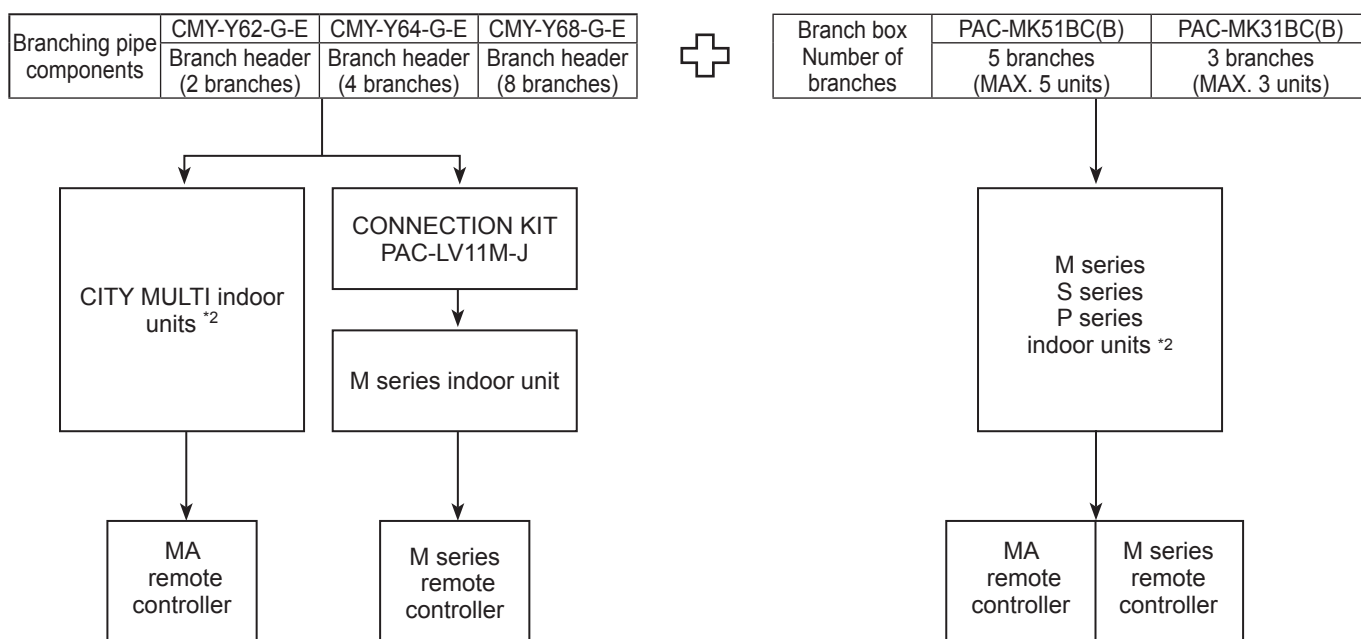 Branching pipe
components
CMY-Y62-G-E
CMY-Y64-G-E
CMY-Y68-G-E
Branch header
(2 branches)
Branch header
(4 branches)
Branch header
(8 branches)
Branch box
Number of
branches
PAC-MK51BC(B)
PAC-MK31BC(B)
5 branches
(MAX. 5 units)
3 branches
(MAX. 3 units)
CITY MULTI indoor
units *2
CONNECTION KIT
PAC-LV11M-J
M series indoor unit
M series
S series
P series
indoor units *2
MA
remote
controller
M series
remote
controller
MA
remote
controller
M series
remote
controller